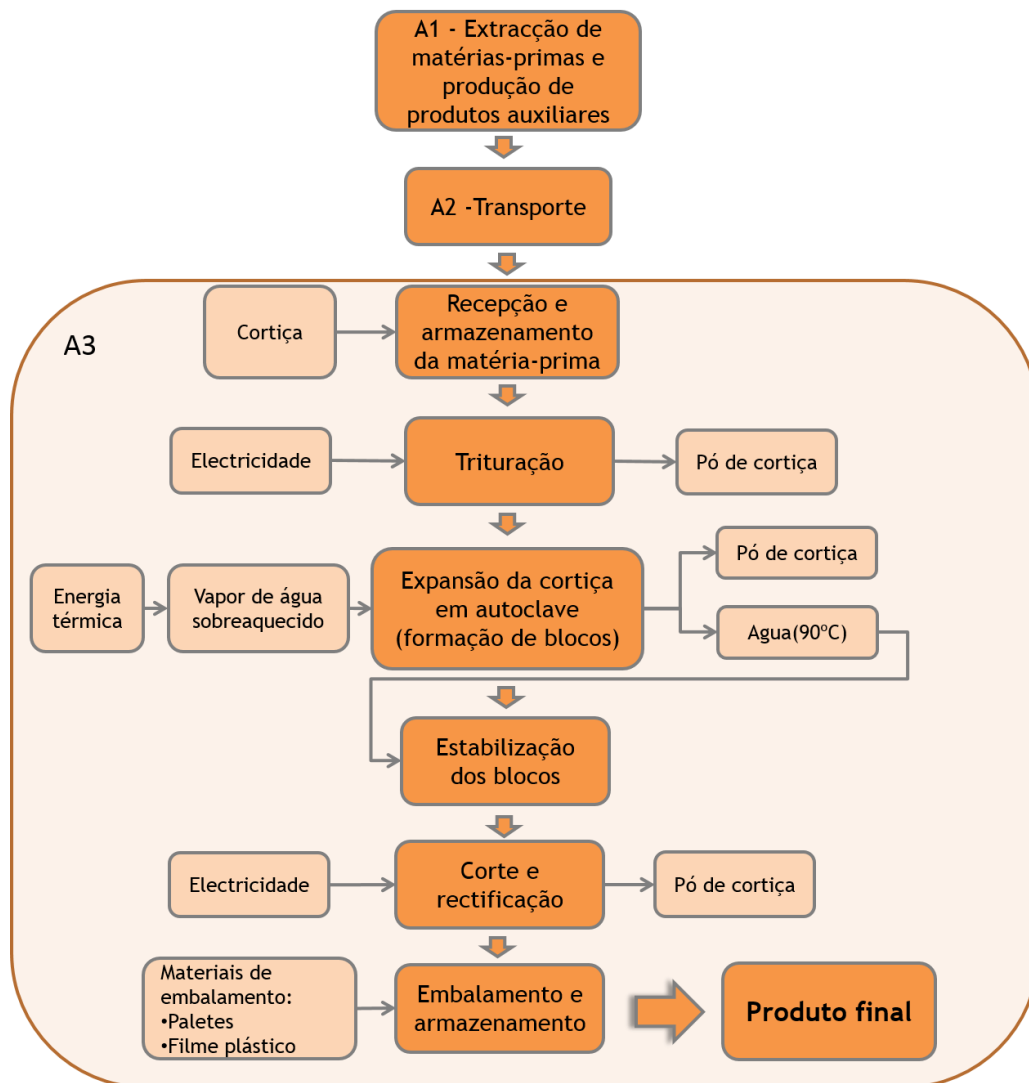 A1 - Extracção de
matérias-primas e
produção de
produtos auxiliares
A2 -Transporte
A3
Cortiça
Recepção e
armazenamento
da matéria-prima
Electricidade
Trituração
Pó de cortiça
Energia
térmica
Vapor de água
sobreaquecido
Expansão da cortiça
em autoclave
(formação de blocos)
Pó de cortiça
Agua(90ºC)
Estabilização
dos blocos
Electricidade
Corte e
rectificação
Pó de cortiça
Materiais de
embalamento:
•Paletes
•Filme plástico
Embalamento e
armazenamento
Produto final